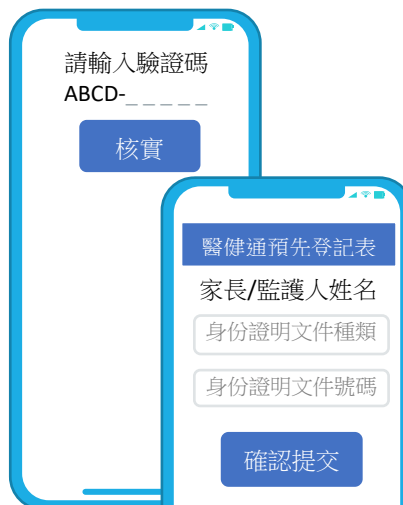 請輸入驗證碼
ABCD-_ _ _ _ _
核實
醫健通預先登記表
家長/監護人姓名
身份證明文件種類
身份證明文件號碼
確認提交